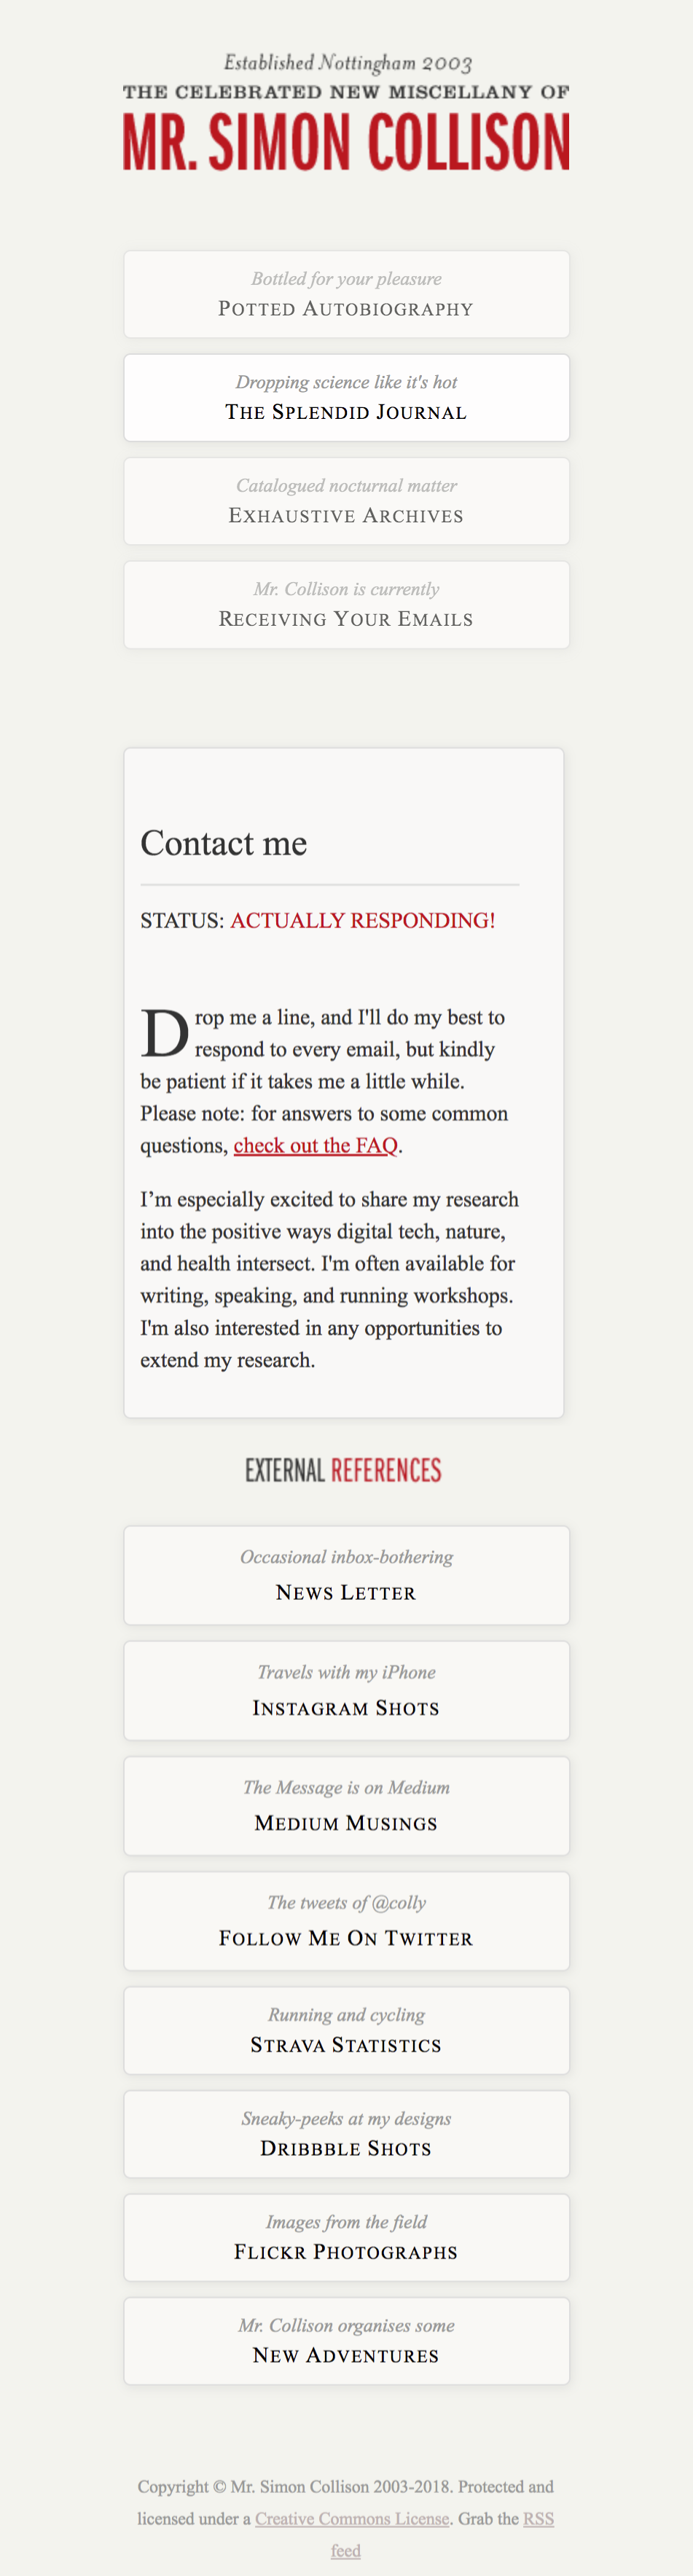 Established Nottingham 2003
THE CELEBRATED NEW MISCELLANY OF
MR. SIMON COLLISON
Bottled for your pleasure
POTTED AUTOBIOGRAPHY
Dropping science like it's hot
THE SPLENDID JOURNAL
Catalogued nocturnal matter
EXHAUSTIVE ARCHIVES
Mr. Collison is currently
RECEIVING YOUR EMAILS
Contact me
STATUS: ACTUALLY RESPONDING!
Drop me a line, and I'll do my best to
respond to every email, but kindly
be patient if it takes me a little while.
Please note: for answers to some common
questions, check out the FAQ.
I’m especially excited to share my research
into the positive ways digital tech, nature,
and health intersect. I'm often available for
writing, speaking, and running workshops.
I'm also interested in any opportunities to
extend my research.
EXTERNAL REFERENCES
Occasional inbox-bothering
NEWS LETTER
Travels with my iPhone
INSTAGRAM SHOTS
The Message is on Medium
MEDIUM MUSINGS
The tweets of @colly
FOLLOW ME ON TWITTER
Running and cycling
STRAVA STATISTICS
Sneaky-peeks at my designs
DRIBBBLE SHOTS
Images from the field
FLICKR PHOTOGRAPHS
Mr. Collison organises some
NEW ADVENTURES
Copyright © Mr. Simon Collison 2003-2018. Protected and
licensed under a Creative Commons License. Grab the RSS
feed